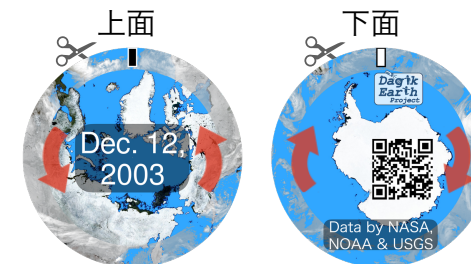 上面
下面
Dec. 12,
2003
Dagik
Earth
Project
Data by NASA,
NOAA & USGS